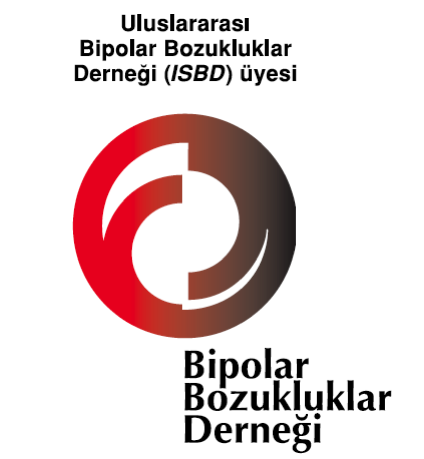 Uluslararası
Bipolar Bozukluklar
Derneği (ISBD) üyesi
Bipolar
Bozukluklar
Derneği